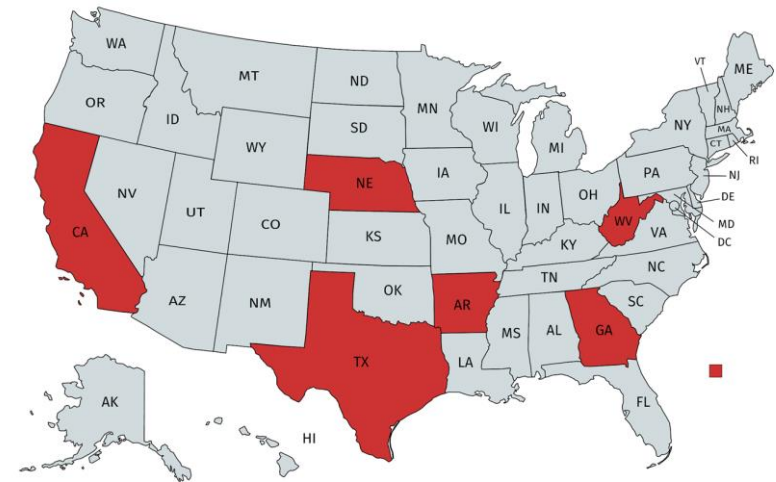 WA
MT
ND
MN
OR
ID
WY
SD
WI
MI
NY
VT
NH
ME
MA
CT
RI
NE
IA
PA
NJ
NV
UT
CO
IL
IN
OH
DE
MD
DC
CA
KS
MO
KY
WV
VA
AZ
NM
OK
AR
TN
NC
SC
TX
LA
MS
AL
GA
FL
AK
HI